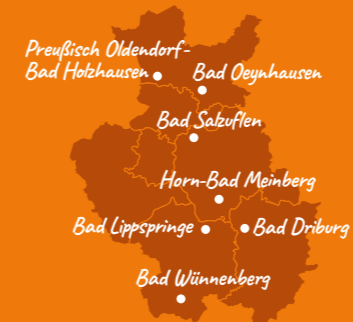 Preußisch Oldendorf-
Bad Holzhausen
Bad Oeynhausen
Bad Salzuflen
Horn-Bad Meinberg
Bad Lippspringe
Bad Driburg
Bad Wünnenberg